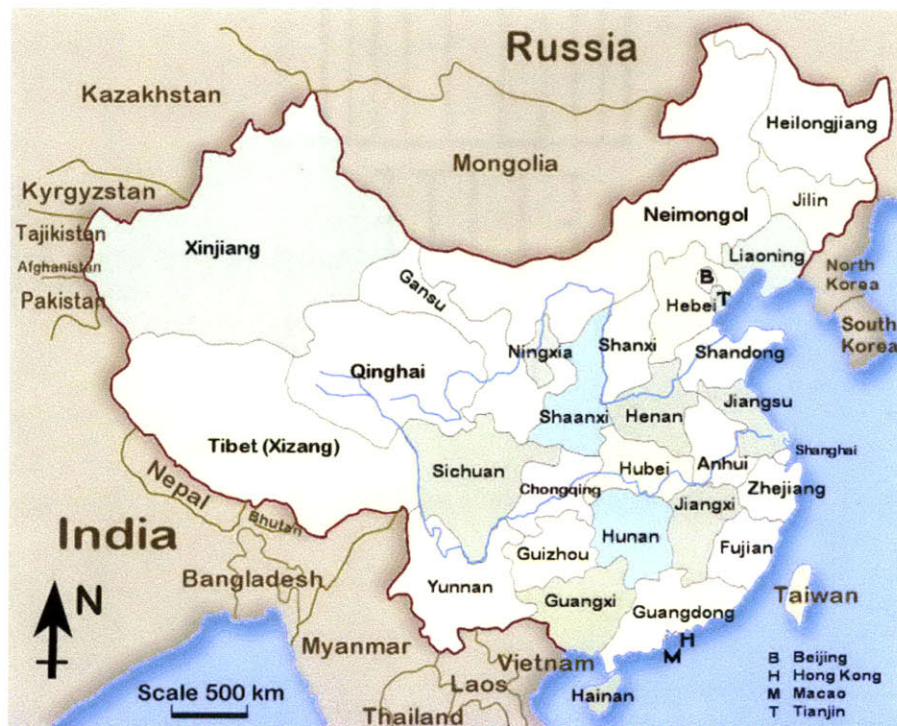 Russia
Kazakhstan
Heilongjiang
Mongolia
Kyrgyzstan
Jilin
Neimongol
Tajikistan
Xinjiang
Liaoning
Afghanistan
North
Korea
Gansu
B
Pakistan
Hebei
T
South
Korea
Ningxia
Shanxi
Shandong
Qinghai
Shaanxi
Henan
Jiangsu
Tibet (Xizang)
Sichuan
Hubei
Anhui
Shanghai
Chongqing
Zhejiang
Nepal
Jiangxi
Bhutan
India
Hunan
Guizhou
Fujian
Bangladesh
Yunnan
Guangxi
Guangdong
Taiwan
N
Myanmar
H
M
Vietnam
B Beijing
H Hong Kong
M Macao
T Tianjin
Laos
Hainan
Scale 500 km
Thailand